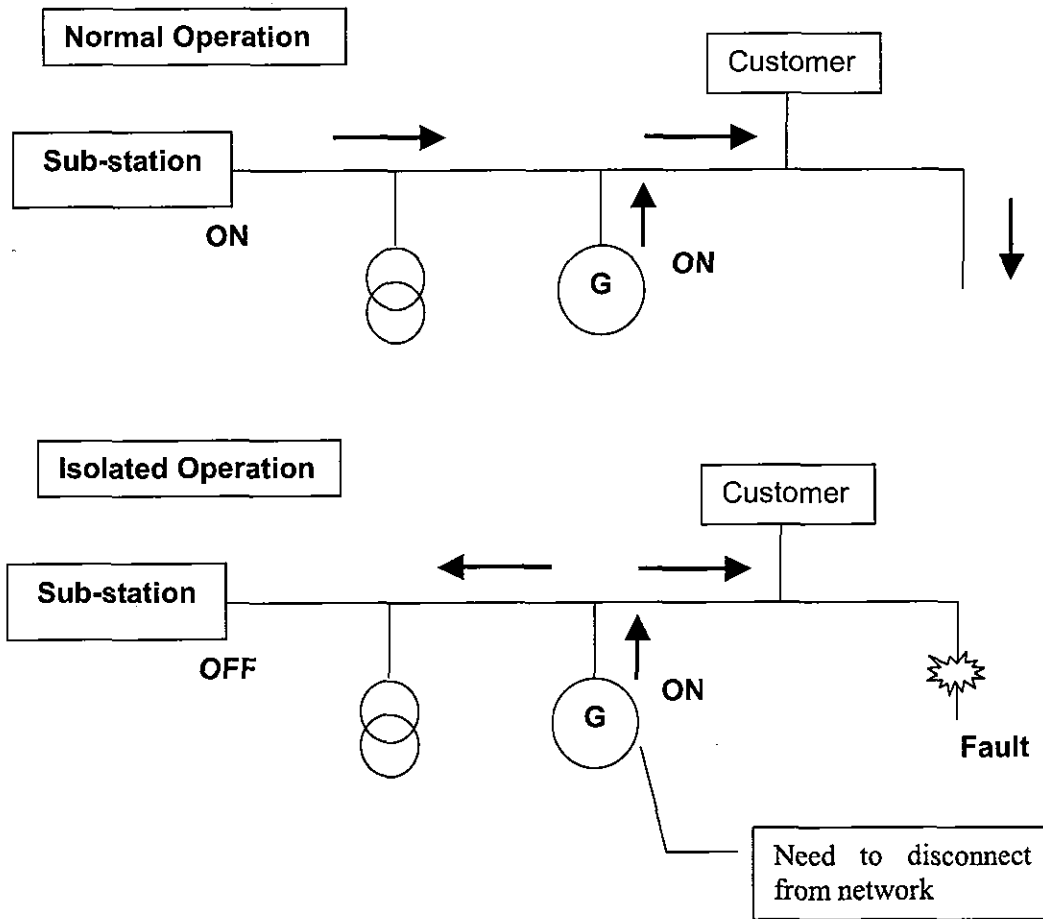 Normal Operation
Customer
Sub-station
ON
G
ON
Isolated Operation
Customer
Sub-station
OFF
G
ON
Fault
Need to disconnect
from network